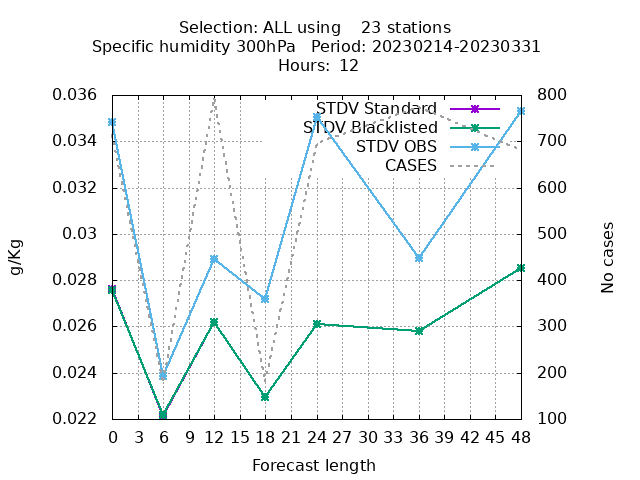 Selection: ALL using    23 stations
Specific humidity 300hPa   Period: 20230214-20230331
Hours: 12
STDV Standard
STDV Blacklisted
STDV OBS
CASES
0.036
0.034
0.032
0.03
0.028
0.026
0.024
0.022
g/Kg
800
700
600
500
400
300
200
100
No cases
0 3 6 9 12 15 18 21 24 27 30 33 36 39 42 45 48
Forecast length